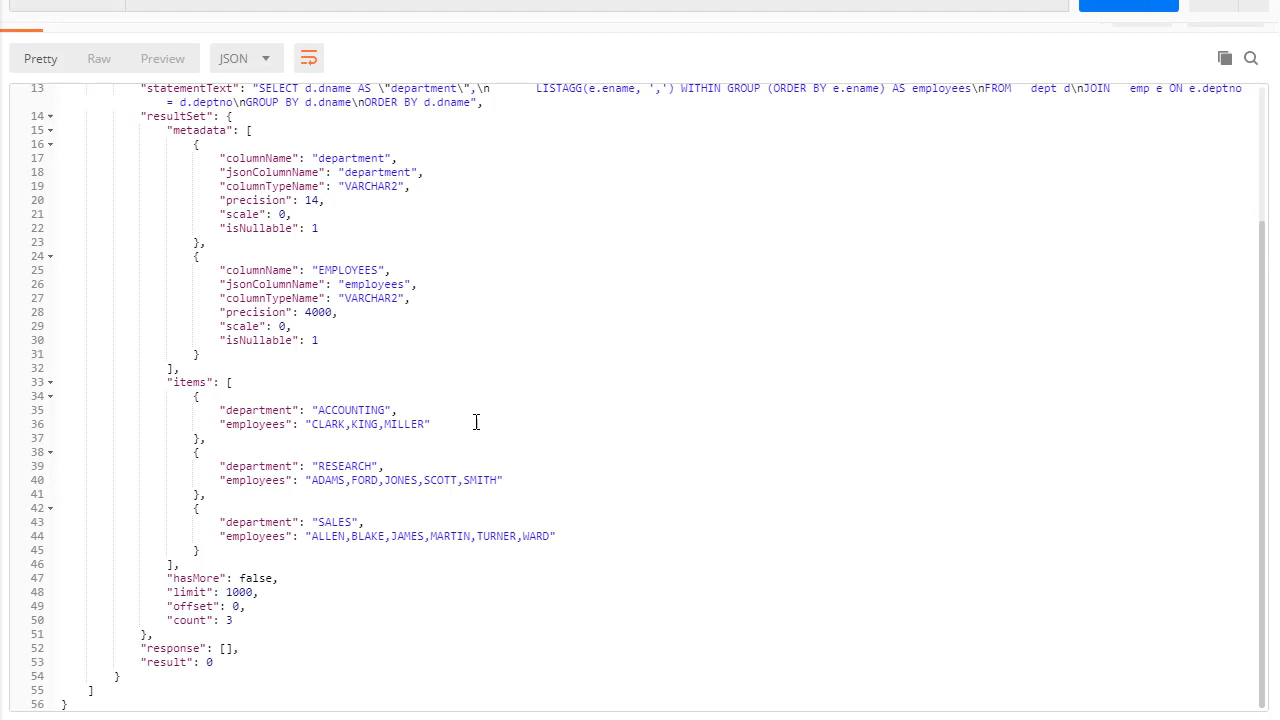 Pretty Raw Preview JSON
13 "statementText": "SELECT d.dname AS \"department\",\n       LISTAGG(e.ename, ',') WITHIN GROUP (ORDER BY e.ename) AS employees\nFROM   dept d\nJOIN   emp e ON e.deptno
= d.deptno\nGROUP BY d.dname\nORDER BY d.dname",
14 "resultSet": {
15 "metadata": [
16 {
17 "columnName": "department",
18 "jsonColumnName": "department",
19 "columnTypeName": "VARCHAR2",
20 "precision": 14,
21 "scale": 0,
22 "isNullable": 1
23 },
24 {
25 "columnName": "EMPLOYEES",
26 "jsonColumnName": "employees",
27 "columnTypeName": "VARCHAR2",
28 "precision": 4000,
29 "scale": 0,
30 "isNullable": 1
31 }
32 ],
33 "items": [
34 {
35 "department": "ACCOUNTING",
36 "employees": "CLARK,KING,MILLER"
37 },
38 {
39 "department": "RESEARCH",
40 "employees": "ADAMS,FORD,JONES,SCOTT,SMITH"
41 },
42 {
43 "department": "SALES",
44 "employees": "ALLEN,BLAKE,JAMES,MARTIN,TURNER,WARD"
45 }
46 ],
47 "hasMore": false,
48 "limit": 1000,
49 "offset": 0,
50 "count": 3
51 },
52 "response": [],
53 "result": 0
54 }
55 ]
56 }